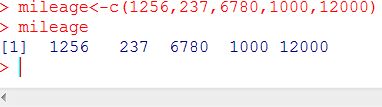 > mileage<-c(1256,237,6780,1000,12000)
> mileage
[1]  1256   237  6780  1000 12000
>